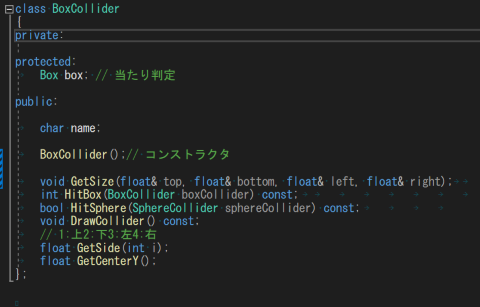 class BoxCollider
{
private:
protected:
Box box; // 当たり判定
public:
char name;
BoxCollider();// コンストラクタ
void GetSize(float& top, float& bottom, float& left, float& right);
int HitBox(BoxCollider boxCollider) const;
bool HitSphere(SphereCollider sphereCollider) const;
void DrawCollider() const;
// 1:上2:下3:左4:右
float GetSide(int i);
float GetCenterY();
};